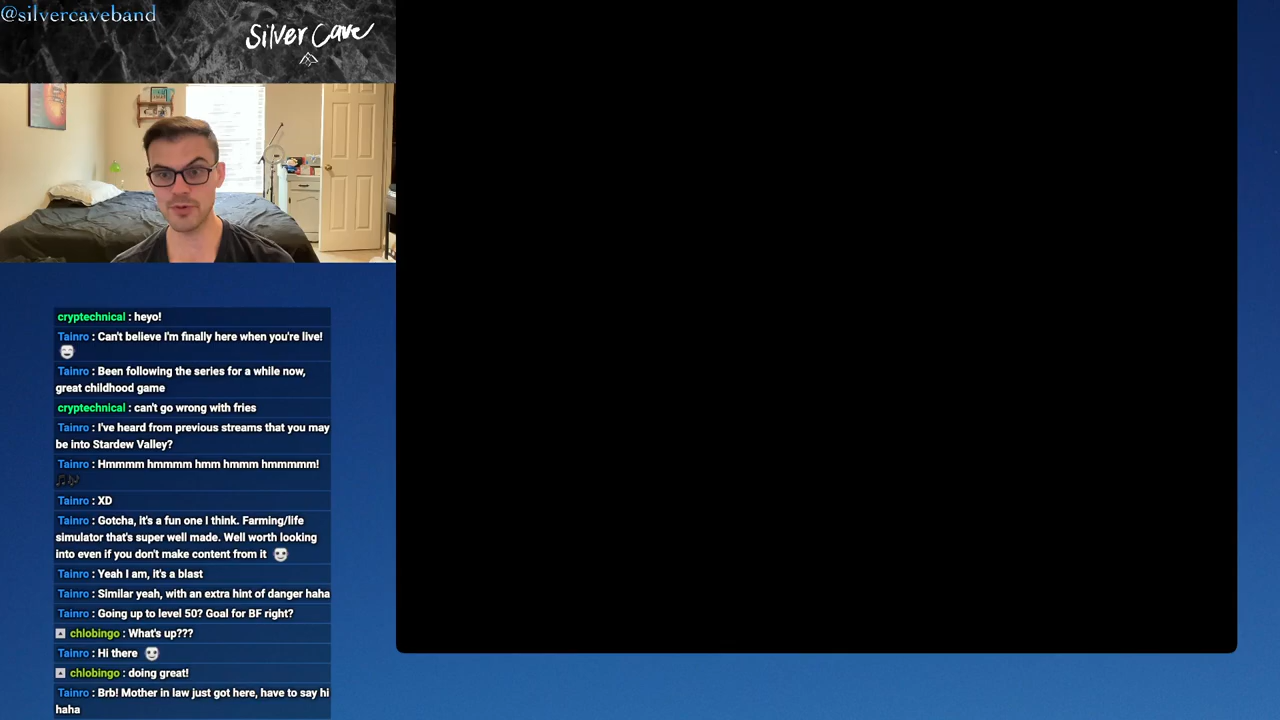 @silvercaveband
Silver Cave
cryptechnical : heyo!
Tainro : Can't believe I'm finally here when you're live!
Tainro : Been following the series for a while now,
great childhood game
cryptechnical : can't go wrong with fries
Tainro : I've heard from previous streams that you may
be into Stardew Valley?
Tainro : Hmmmm hmmmm hmm hmmm hmmmmm!
Tainro : XD
Tainro : Gotcha, it's a fun one I think. Farming/life
simulator that's super well made. Well worth looking
into even if you don't make content from it
Tainro : Yeah I am, it's a blast
Tainro : Similar yeah, with an extra hint of danger haha
Tainro : Going up to level 50? Goal for BF right?
chlobingo : What's up???
Tainro : Hi there
chlobingo : doing great!
Tainro : Brb! Mother in law just got here, have to say hi
haha